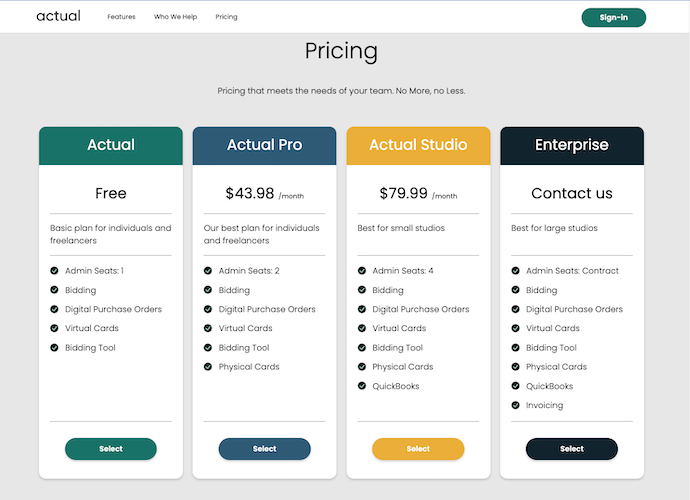 actual
Features
Who We Help
Pricing
Sign-in
Pricing
Pricing that meets the needs of your team. No More, no Less.
Actual
Free
Basic plan for individuals and
freelancers
Admin Seats: 1
Bidding
Digital Purchase Orders
Virtual Cards
Bidding Tool
Select
Actual Pro
$43.98 /month
Our best plan for individuals
and freelancers
Admin Seats: 2
Bidding
Digital Purchase Orders
Virtual Cards
Bidding Tool
Physical Cards
Select
Actual Studio
$79.99 /month
Best for small studios
Admin Seats: 4
Bidding
Digital Purchase Orders
Virtual Cards
Bidding Tool
Physical Cards
QuickBooks
Select
Enterprise
Contact us
Best for large studios
Admin Seats: Contract
Bidding
Digital Purchase Orders
Virtual Cards
Bidding Tool
Physical Cards
QuickBooks
Invoicing
Select